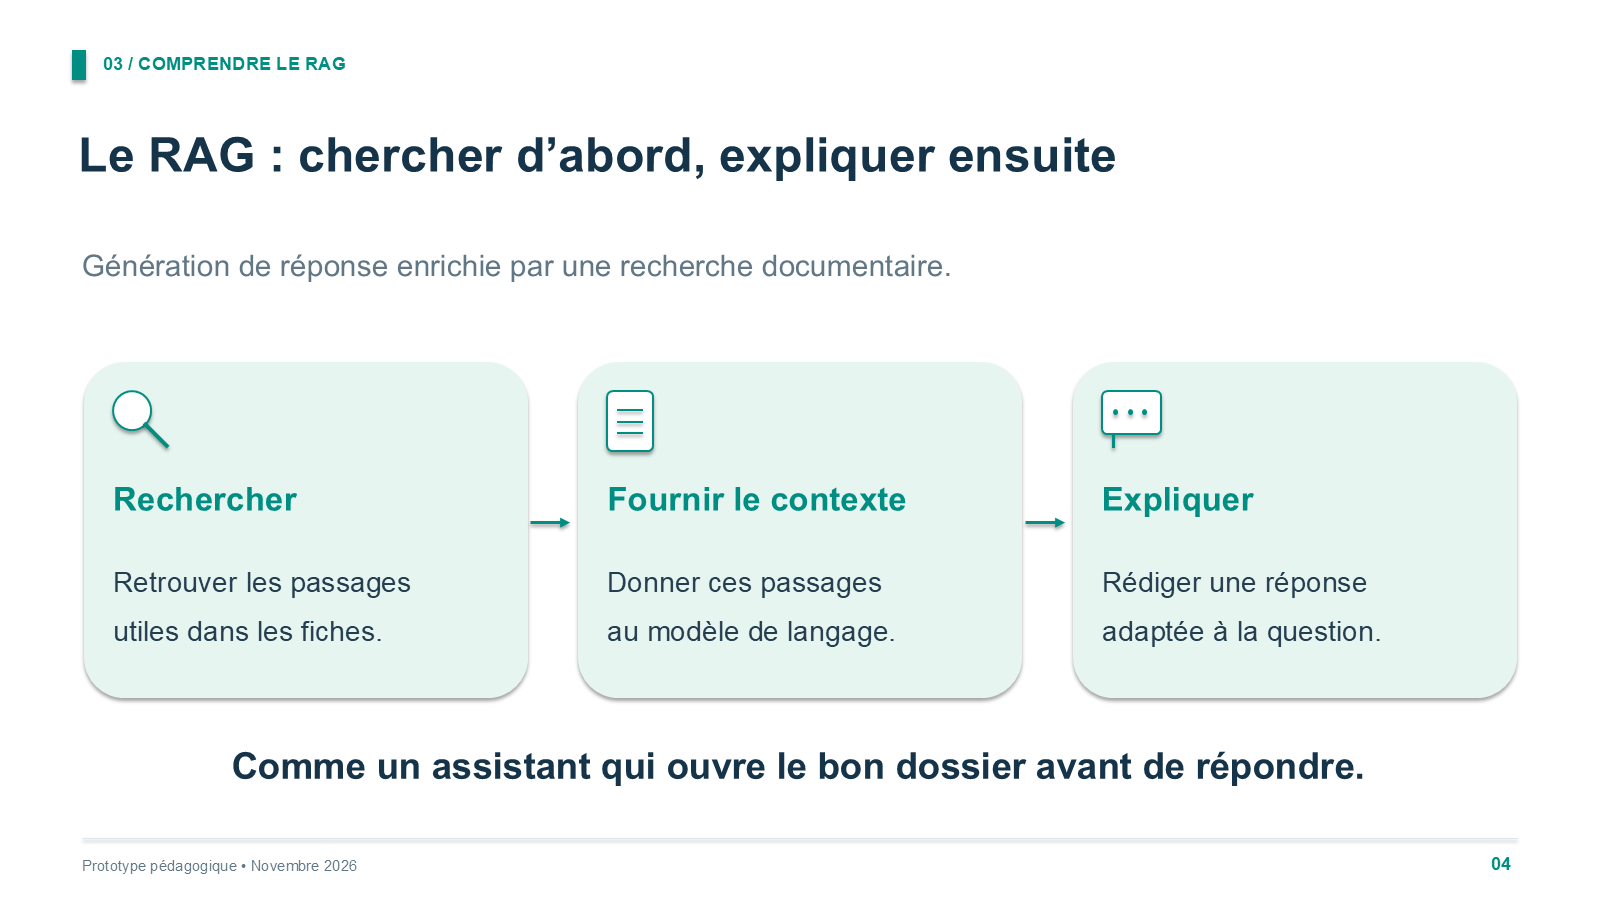 03 / COMPRENDRE LE RAG
Le RAG : chercher d’abord, expliquer ensuite
Génération de réponse enrichie par une recherche documentaire.
Rechercher
Retrouver les passages
utiles dans les fiches.
Fournir le contexte
Donner ces passages
au modèle de langage.
Expliquer
Rédiger une réponse
adaptée à la question.
Comme un assistant qui ouvre le bon dossier avant de répondre.
Prototype pédagogique • Novembre 2026
04